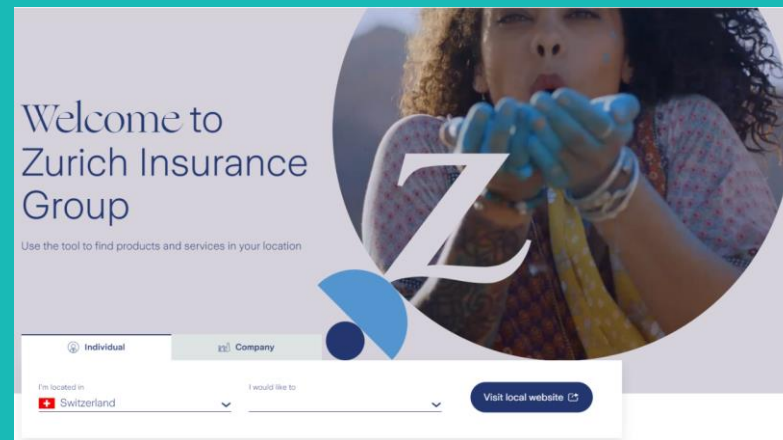 Welcome to
Zurich Insurance
Group
Use the tool to find products and services in your location
Z
Individual
Company
I'm located in
I would like to
Switzerland
Visit local website